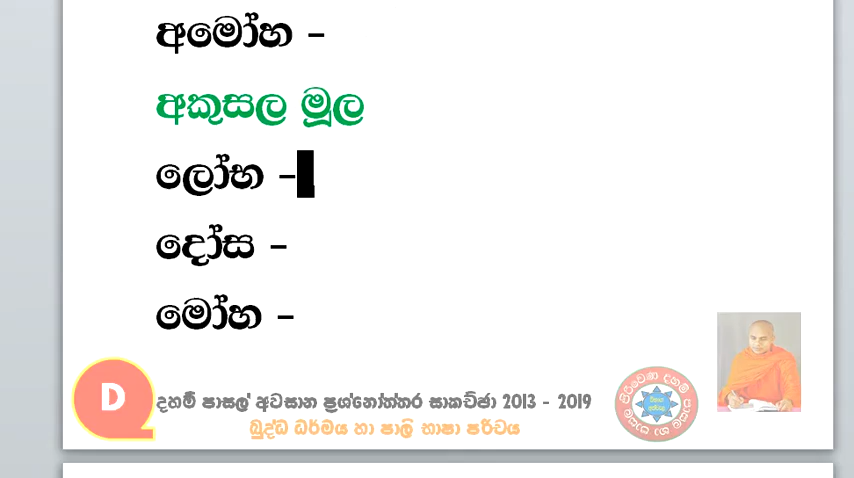 අමෝහ –
අකුසල මූල
ලෝභ –
දෝස –
මෝහ –
D
දහම් පාසල් අවසාන ප්‍රශ්නෝත්තර සාකච්ඡා 2013 - 2019
බුද්ධ ධර්මය හා පාලි භාෂා පරිචය